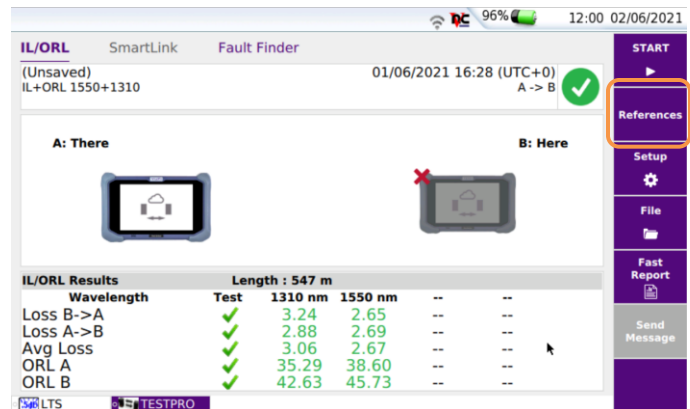 96% 12:00 02/06/2021
IL/ORL SmartLink Fault Finder
START
(Unsaved) 01/06/2021 16:28 (UTC+0)
IL+ORL 1550+1310 A -> B
References
A: There B: Here
Setup
File
Fast
Report
Send
Message
IL/ORL Results Length : 547 m
Wavelength Test 1310 nm 1550 nm -- --
Loss B->A 3.24 2.65 -- --
Loss A->B 2.88 2.69 -- --
Avg Loss 3.06 2.67 -- --
ORL A 35.29 38.60 -- --
ORL B 42.63 45.73 -- --
LTS TESTPRO